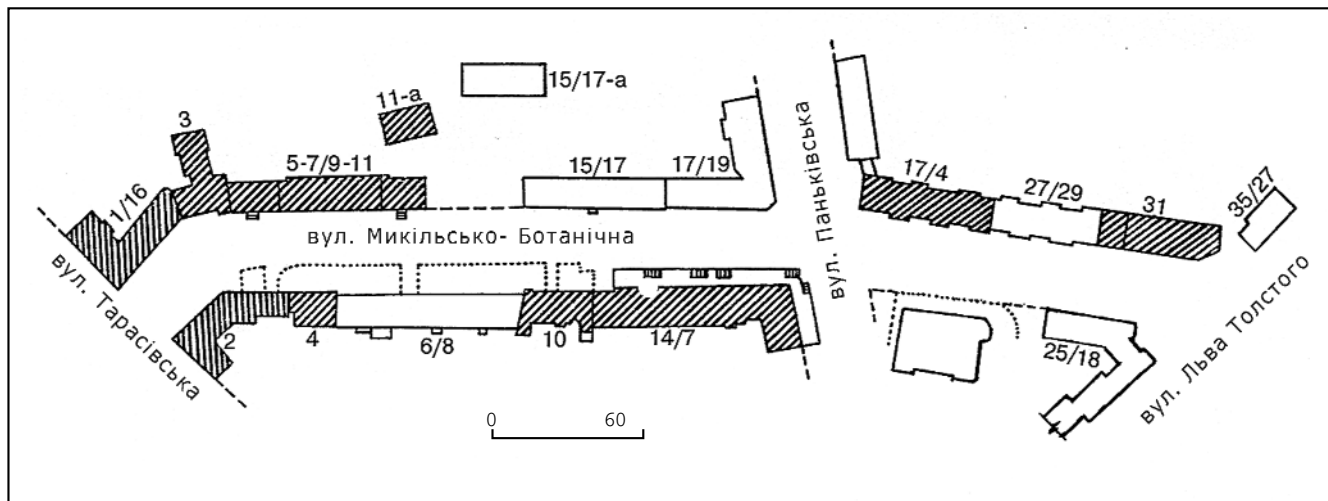 15/17-а
11-а
3
5-7/9-11
15/17
17/19
1/16
вул. Микільсько- Ботанічна
вул. Тарасівська
2
4
6/8
10
14/7
вул. Паньківська
17/4
27/29
31
35/27
25/18
вул. Льва Толстого
0 60